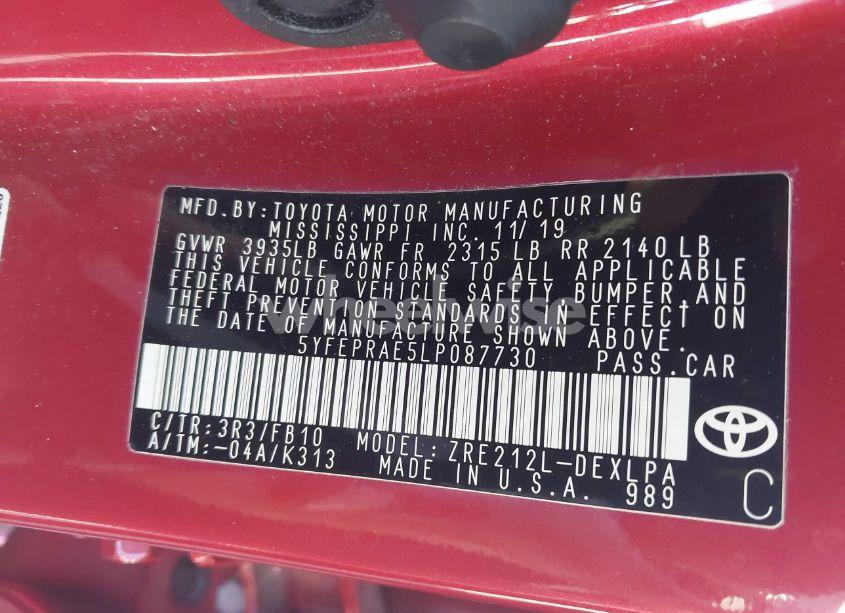 MFD.BY:TOYOTA MOTOR MANUFACTURING
MISSISSIPPI INC. 11/19
GVWR 3935LB GAWR FR 2315 LB RR 2140LB
THIS VEHICLE CONFORMS TO ALL APPLICABLE
FEDERAL MOTOR VEHICLE SAFETY, BUMPER, AND
THEFT PREVENTION STANDARDS IN EFFECT ON
THE DATE OF MANUFACTURE SHOWN ABOVE.
5YFEPRAE5LP087730 PASS.CAR
C/TR:3R3/FB10 MODEL:ZRE212L-DEXLPA
A/TM:-04A/K313 MADE IN U.S.A. 989
C
wheelwise